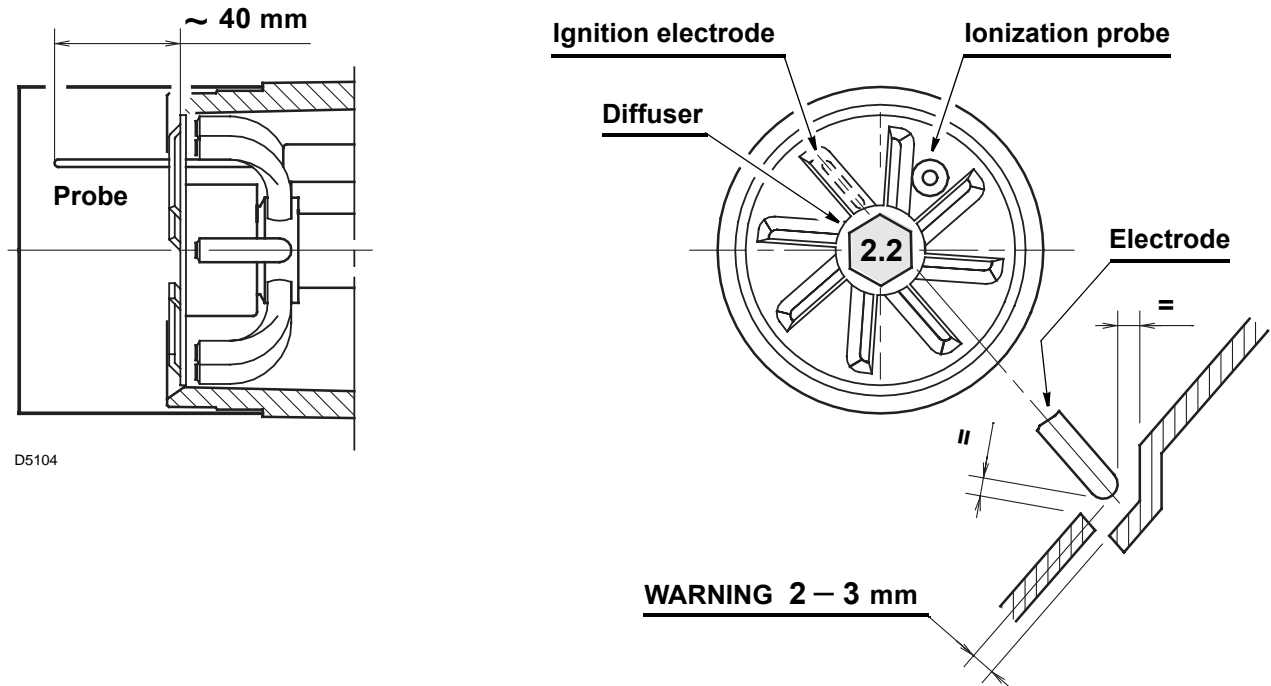 ~ 40 mm
Probe
D5104
Ignition electrode
Ionization probe
Diffuser
2.2
Electrode
=
=
WARNING 2 – 3 mm